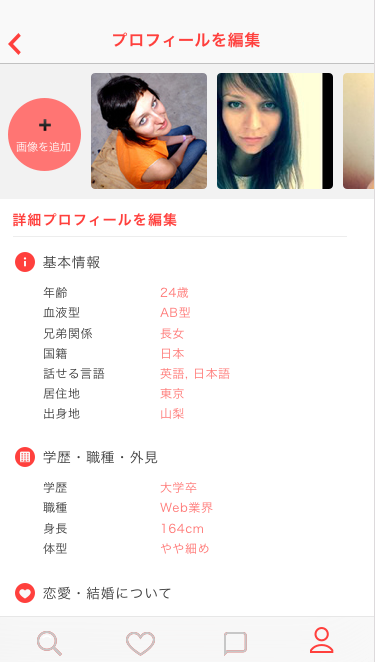 プロフィールを編集
+
画像を追加
詳細プロフィールを編集
基本情報
年齢 24歳
血液型 AB型
兄弟関係 長女
国籍 日本
話せる言語 英語, 日本語
居住地 東京
出身地 山梨
学歴・職種・外見
学歴 大学卒
職種 Web業界
身長 164cm
体型 やや細め
恋愛・結婚について